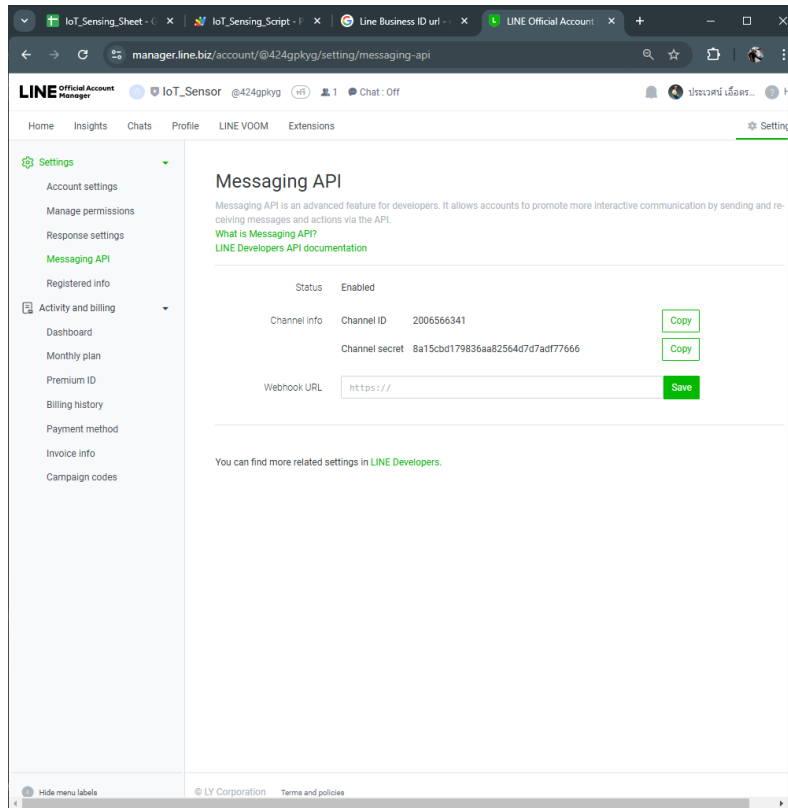 IoT_Sensing_Sheet - G
IoT_Sensing_Script - P
Line Business ID url -
LINE Official Account
manager.line.biz/account/@424gpkyg/setting/messaging-api
LINE Official Account Manager
IoT_Sensor @424gpkyg ฟรี 1 Chat : Off
ประเวศน์ เอื้อตร...
Home Insights Chats Profile LINE VOOM Extensions Setting
Settings
Account settings
Manage permissions
Response settings
Messaging API
Registered info
Activity and billing
Dashboard
Monthly plan
Premium ID
Billing history
Payment method
Invoice info
Campaign codes
Messaging API
Messaging API is an advanced feature for developers. It allows accounts to promote more interactive communication by sending and re-
ceiving messages and actions via the API.
What is Messaging API?
LINE Developers API documentation
Status Enabled
Channel info Channel ID 2006566341 Copy
Channel secret 8a15cbd179836aa82564d7d7adf77666 Copy
Webhook URL https:// Save
You can find more related settings in LINE Developers.
Hide menu labels
© LY Corporation Terms and policies